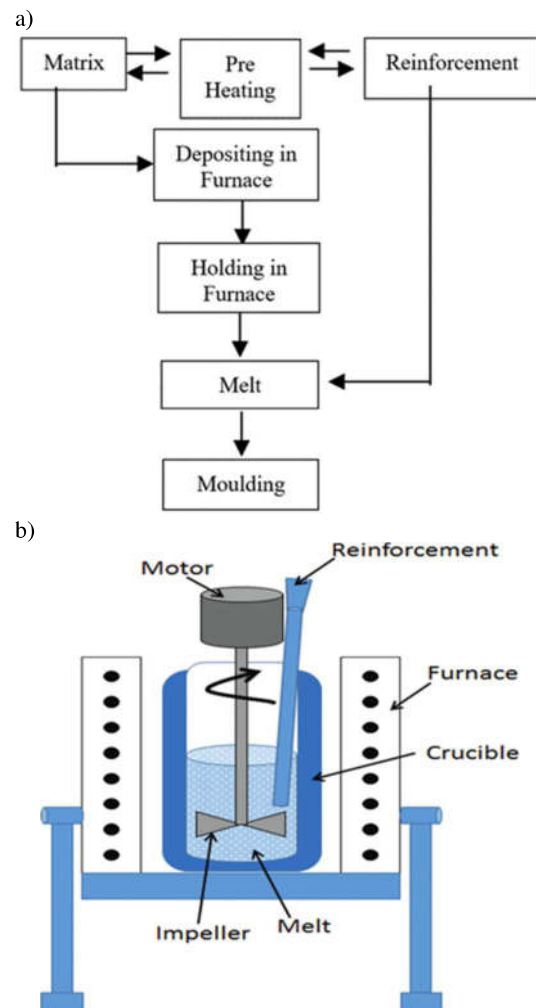 a)
Matrix
Pre
Heating
Reinforcement
Depositing in
Furnace
Holding in
Furnace
Melt
Moulding
b)
Reinforcement
Motor
Furnace
Crucible
Impeller
Melt